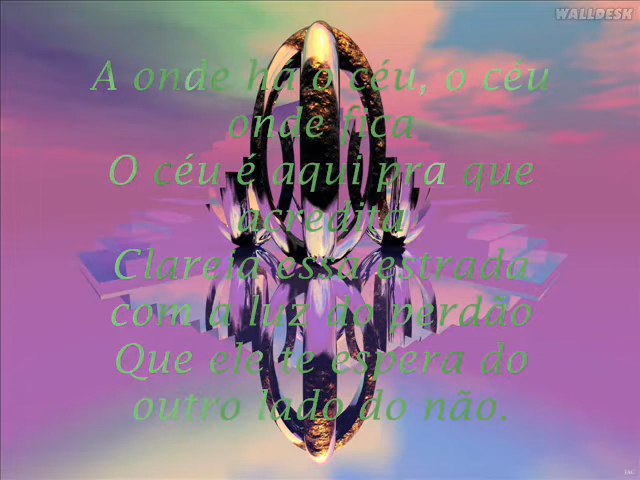 WALLDESK
A onde há o céu, o céu
onde fica
O céu é aqui pra que
acredita
Clareia essa estrada
com a luz do perdão
Que ele te espera do
outro lado do não.